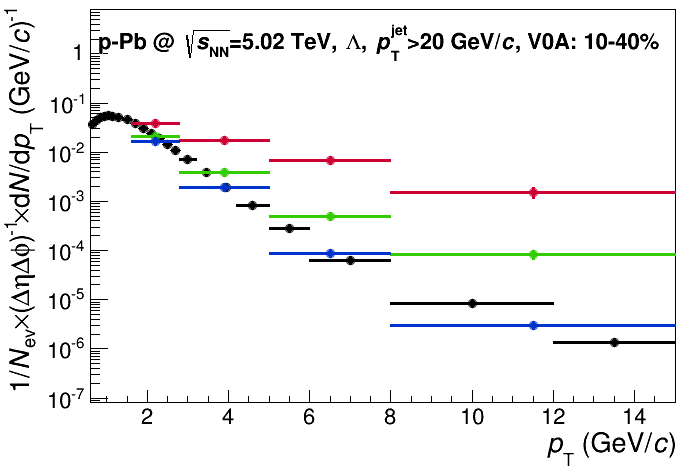 p-Pb @ √sNN=5.02 TeV, Λ, pTjet>20 GeV/c, V0A: 10-40%
1/Nev×(ΔηΔϕ)-1×dN/dpT (GeV/c)-1
1
10-1
10-2
10-3
10-4
10-5
10-6
10-7
2 4 6 8 10 12 14
pT (GeV/c)